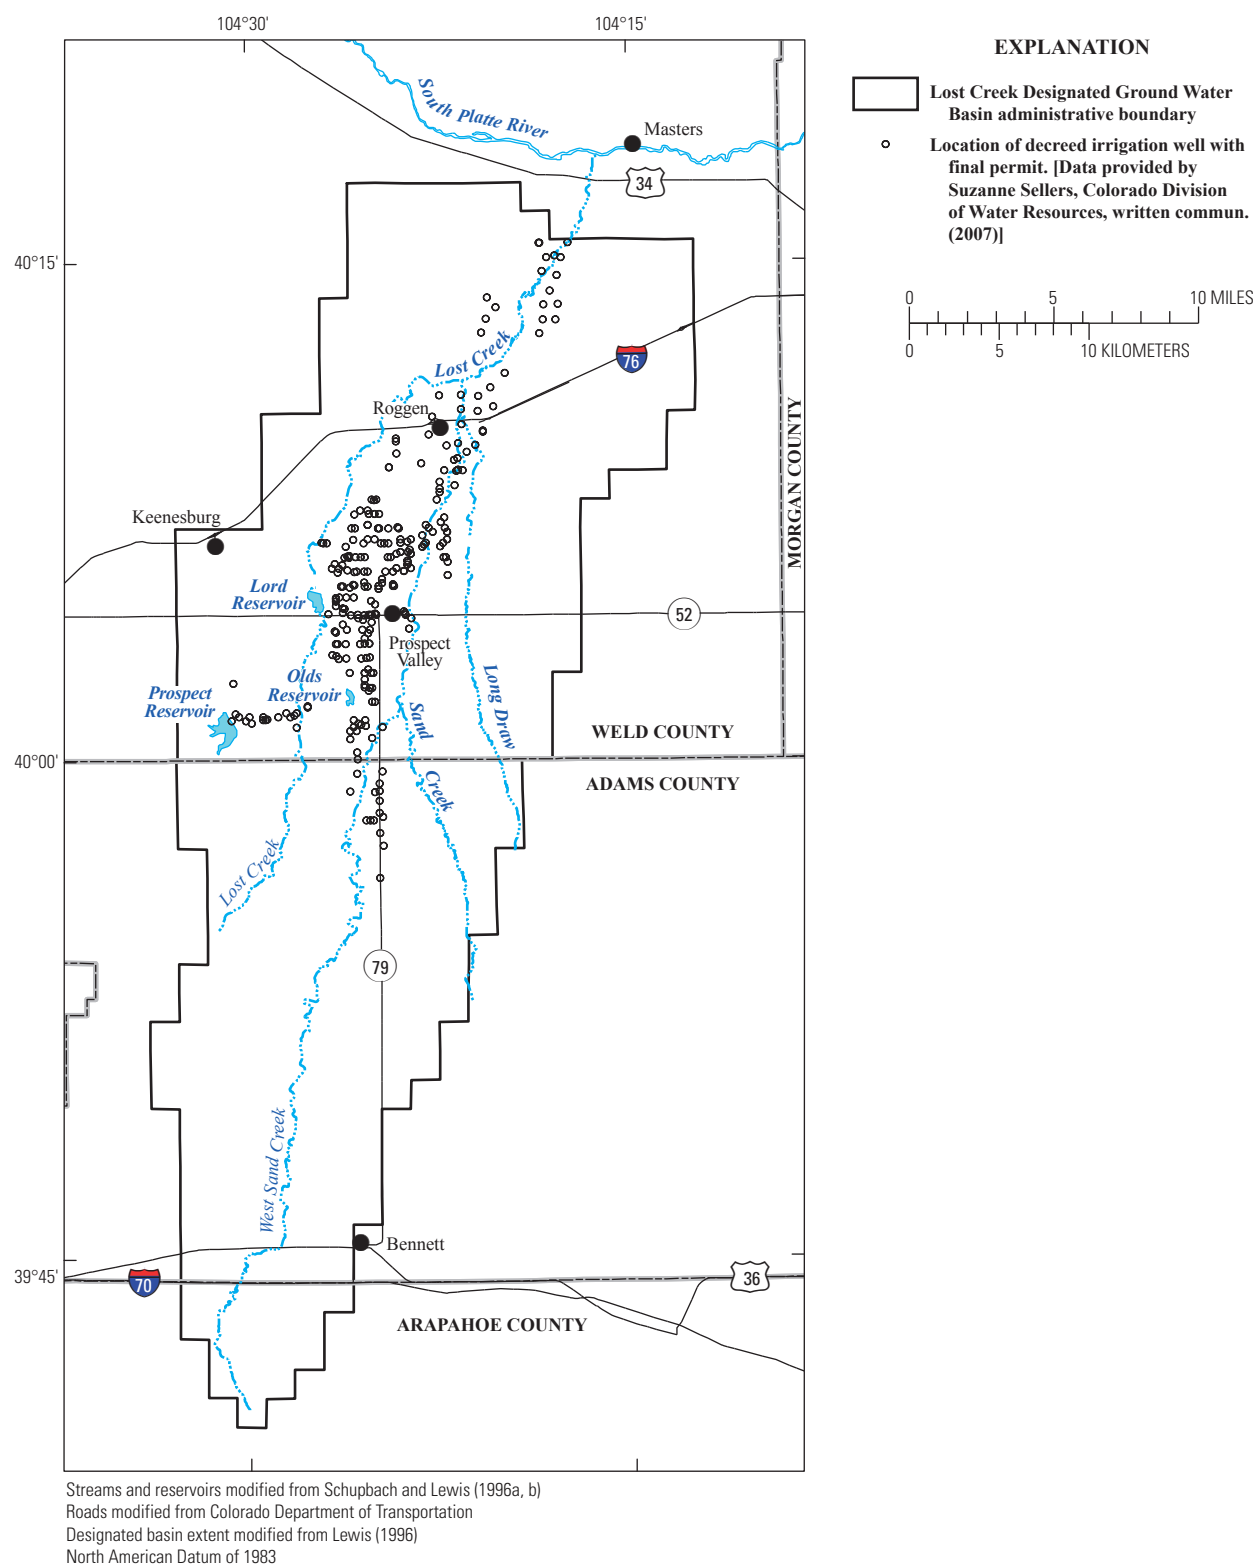 104°30'
104°15'
EXPLANATION
Lost Creek Designated Ground Water
Basin administrative boundary
Location of decreed irrigation well with
final permit. [Data provided by
Suzanne Sellers, Colorado Division
of Water Resources, written commun.
(2007)]
0 5 10 MILES
0 5 10 KILOMETERS
South Platte River
Masters
34
40°15'
Lost Creek
76
Roggen
MORGAN COUNTY
Keenesburg
Lord
Reservoir
52
Prospect
Valley
Olds
Reservoir
Prospect
Reservoir
Long Draw
Sand
Creek
WELD COUNTY
40°00'
ADAMS COUNTY
Lost Creek
79
West Sand Creek
Bennett
39°45'
70
36
ARAPAHOE COUNTY
Streams and reservoirs modified from Schupbach and Lewis (1996a, b)
Roads modified from Colorado Department of Transportation
Designated basin extent modified from Lewis (1996)
North American Datum of 1983